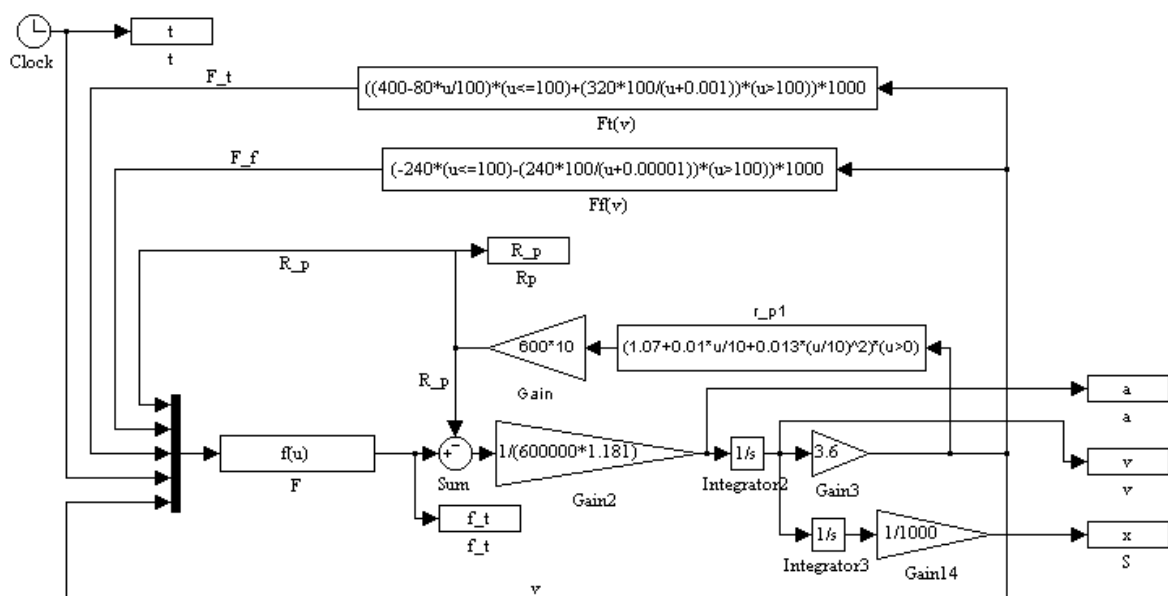 t
Clock
t
F_t
((400-80*u/100)*(u<=100)+(320*100/(u+0.001))*(u>100))*1000
Ft(v)
F_f
(-240*(u<=100)-(240*100/(u+0.00001))*(u>100))*1000
Ff(v)
R_p
R_p
Rp
r_p1
600*10
(1.07+0.01*u/10+0.013*(u/10)^2)*(u>0)
R_p
Gain
a
a
f(u)
F
+
−
Sum
1/(600000*1.181)
Gain2
1/s
Integrator2
3.6
Gain3
v
v
f_t
f_t
1/s
Integrator3
1/1000
Gain14
x
S
v